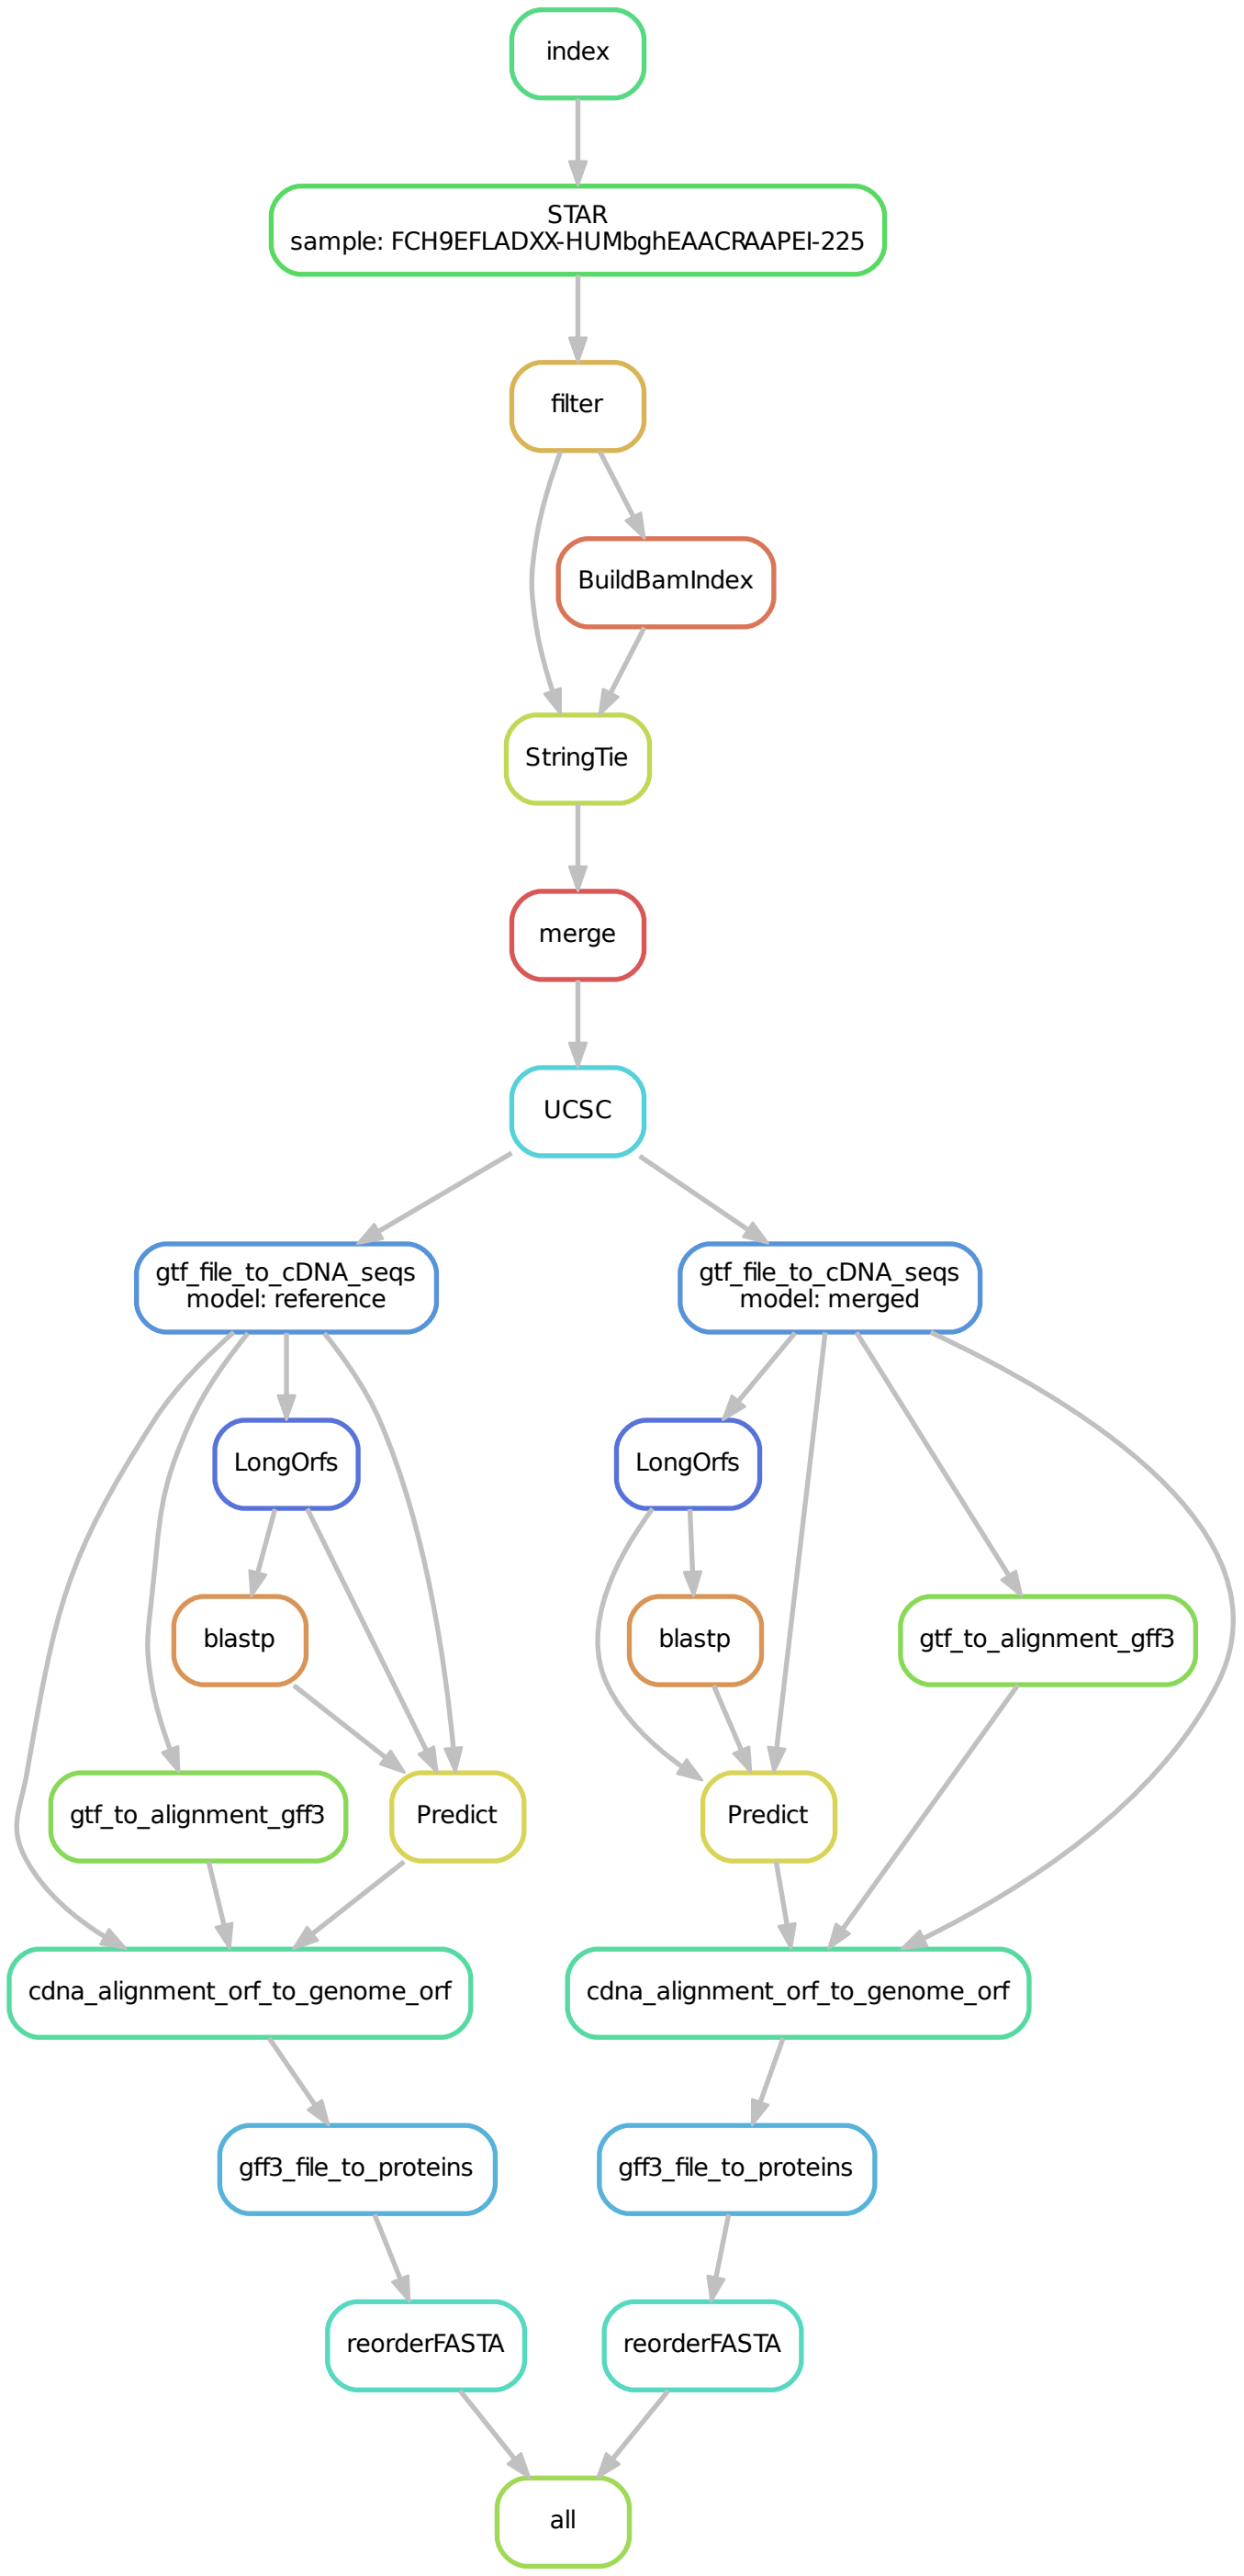 index
STAR
sample: FCH9EFLADXX-HUMbghEAACRAAPEI-225
filter
BuildBamIndex
StringTie
merge
UCSC
gtf_file_to_cDNA_seqs
model: reference
gtf_file_to_cDNA_seqs
model: merged
LongOrfs
LongOrfs
blastp
blastp
gtf_to_alignment_gff3
gtf_to_alignment_gff3
Predict
Predict
cdna_alignment_orf_to_genome_orf
cdna_alignment_orf_to_genome_orf
gff3_file_to_proteins
gff3_file_to_proteins
reorderFASTA
reorderFASTA
all